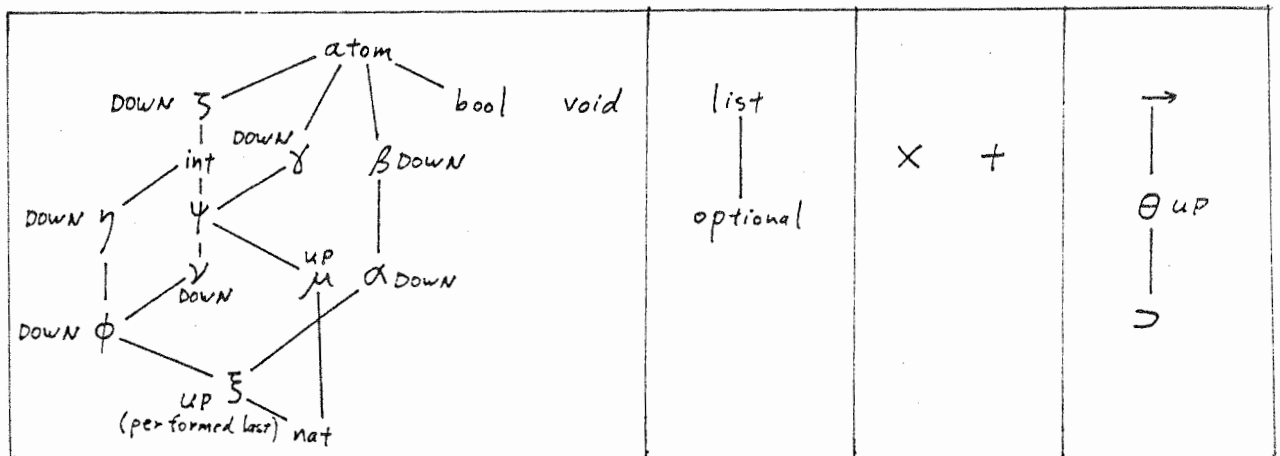 atom
DOWN ζ bool void list →
DOWN γ
int β DOWN × +
DOWN η ψ optional θ UP
UP
ν μ α DOWN
DOWN
DOWN φ ⊃
ξ
UP
(performed last) nat